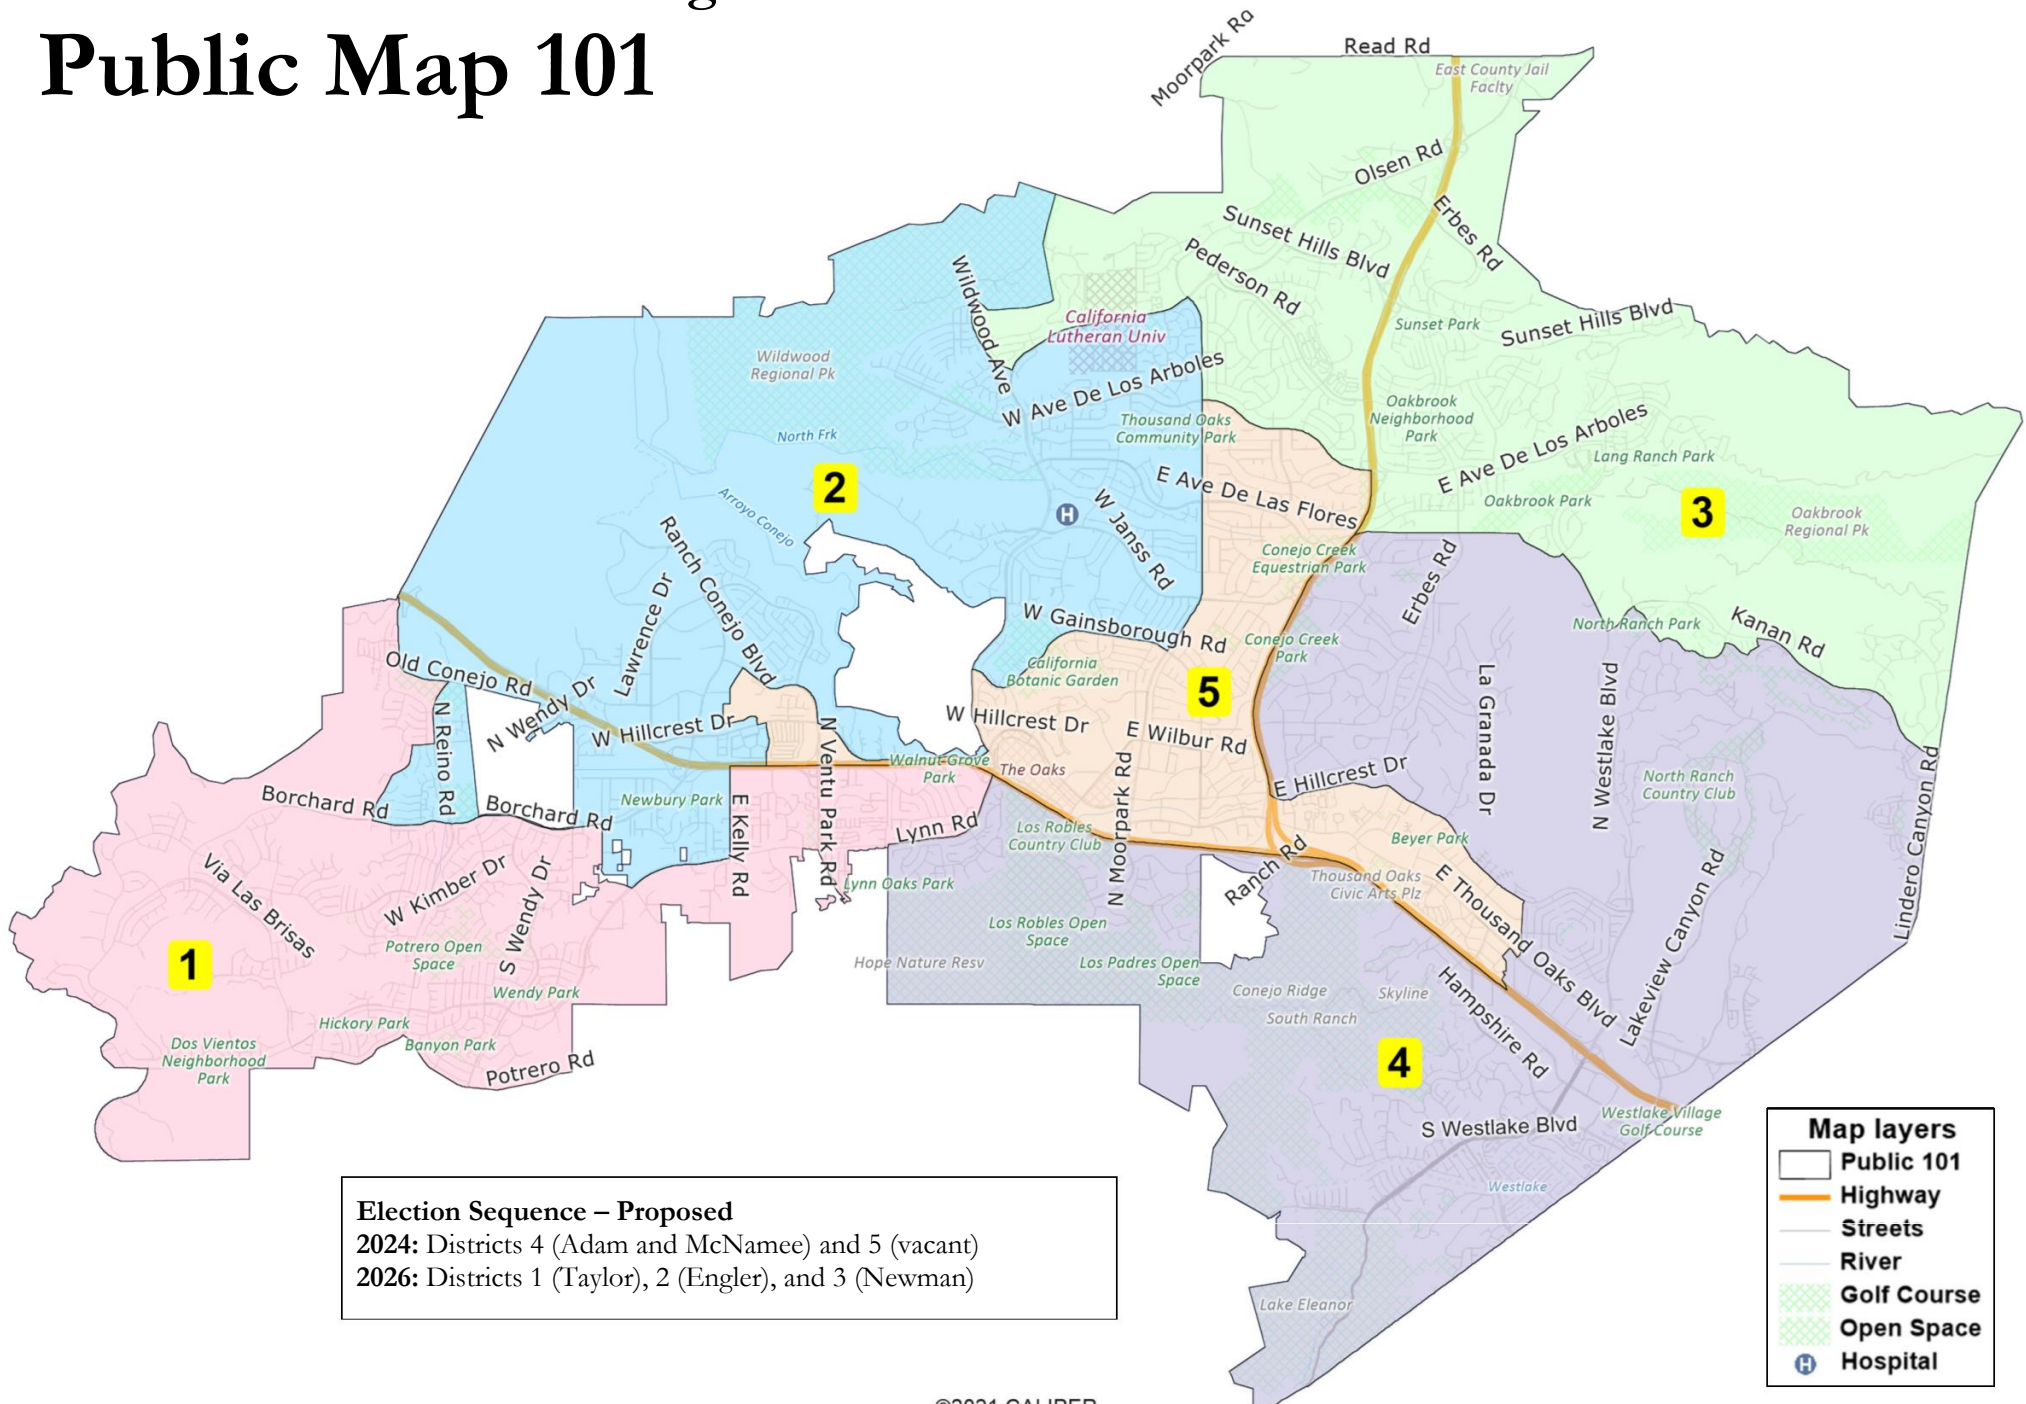 Public Map 101
Moorpark Rd
Read Rd
East County Jail
Faclty
Olsen Rd
Erbes Rd
Sunset Hills Blvd
Pederson Rd
Wildwood Ave
California
Lutheran Univ
Sunset Park
Sunset Hills Blvd
Wildwood
Regional Pk
W Ave De Los Arboles
Thousand Oaks
Community Park
Oakbrook
Neighborhood
Park
E Ave De Los Arboles
Lang Ranch Park
North Frk
2
E Ave De Las Flores
Oakbrook Park
3
Oakbrook
Regional Pk
Arroyo Conejo
H
W Janss Rd
Ranch Conejo Blvd
Conejo Creek
Equestrian Park
Erbes Rd
Lawrence Dr
W Gainsborough Rd
Conejo Creek
Park
North Ranch Park
Kanan Rd
Old Conejo Rd
California
Botanic Garden
5
La Granada Dr
N Westlake Blvd
N Wendy Dr
N Reino Rd
W Hillcrest Dr
N Ventu Park Rd
W Hillcrest Dr
E Wilbur Rd
Walnut Grove
Park
The Oaks
N Moorpark Rd
E Hillcrest Dr
North Ranch
Country Club
Lindero Canyon Rd
Borchard Rd
Borchard Rd
Newbury Park
E Kelly Rd
Lynn Rd
Los Robles
Country Club
Beyer Park
Ranch Rd
Via Las Brisas
W Kimber Dr
S Wendy Dr
Lynn Oaks Park
Thousand Oaks
Civic Arts Plz
E Thousand Oaks Blvd
Lakeview Canyon Rd
1
Potrero Open
Space
Los Robles Open
Space
Hope Nature Resv
Los Padres Open
Space
Wendy Park
Conejo Ridge
Skyline
South Ranch
Hampshire Rd
Hickory Park
Banyon Park
Dos Vientos
Neighborhood
Park
Potrero Rd
4
S Westlake Blvd
Westlake Village
Golf Course
Westlake
Lake Eleanor
Election Sequence – Proposed
2024: Districts 4 (Adam and McNamee) and 5 (vacant)
2026: Districts 1 (Taylor), 2 (Engler), and 3 (Newman)
Map layers
Public 101
Highway
Streets
River
Golf Course
Open Space
H Hospital
©2021 CALIPER